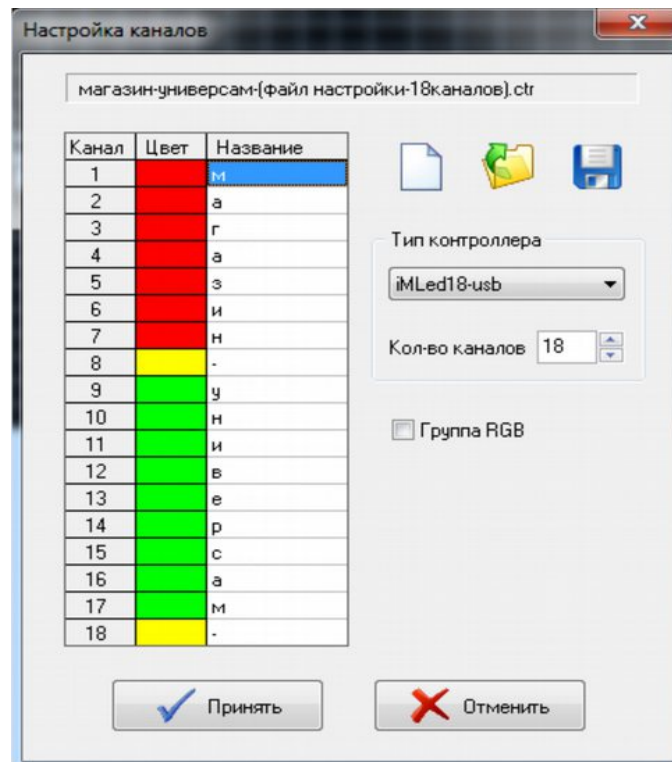 Настройка каналов
магазин-универсам-(файл настройки-18каналов).ctr
Канал Цвет Название
1 м
2 а
3 г
4 а
5 з
6 и
7 н
8 -
9 у
10 н
11 и
12 в
13 е
14 р
15 с
16 а
17 м
18 -
Тип контроллера
iMLed18-usb
Кол-во каналов 18
Группа RGB
Принять
Отменить